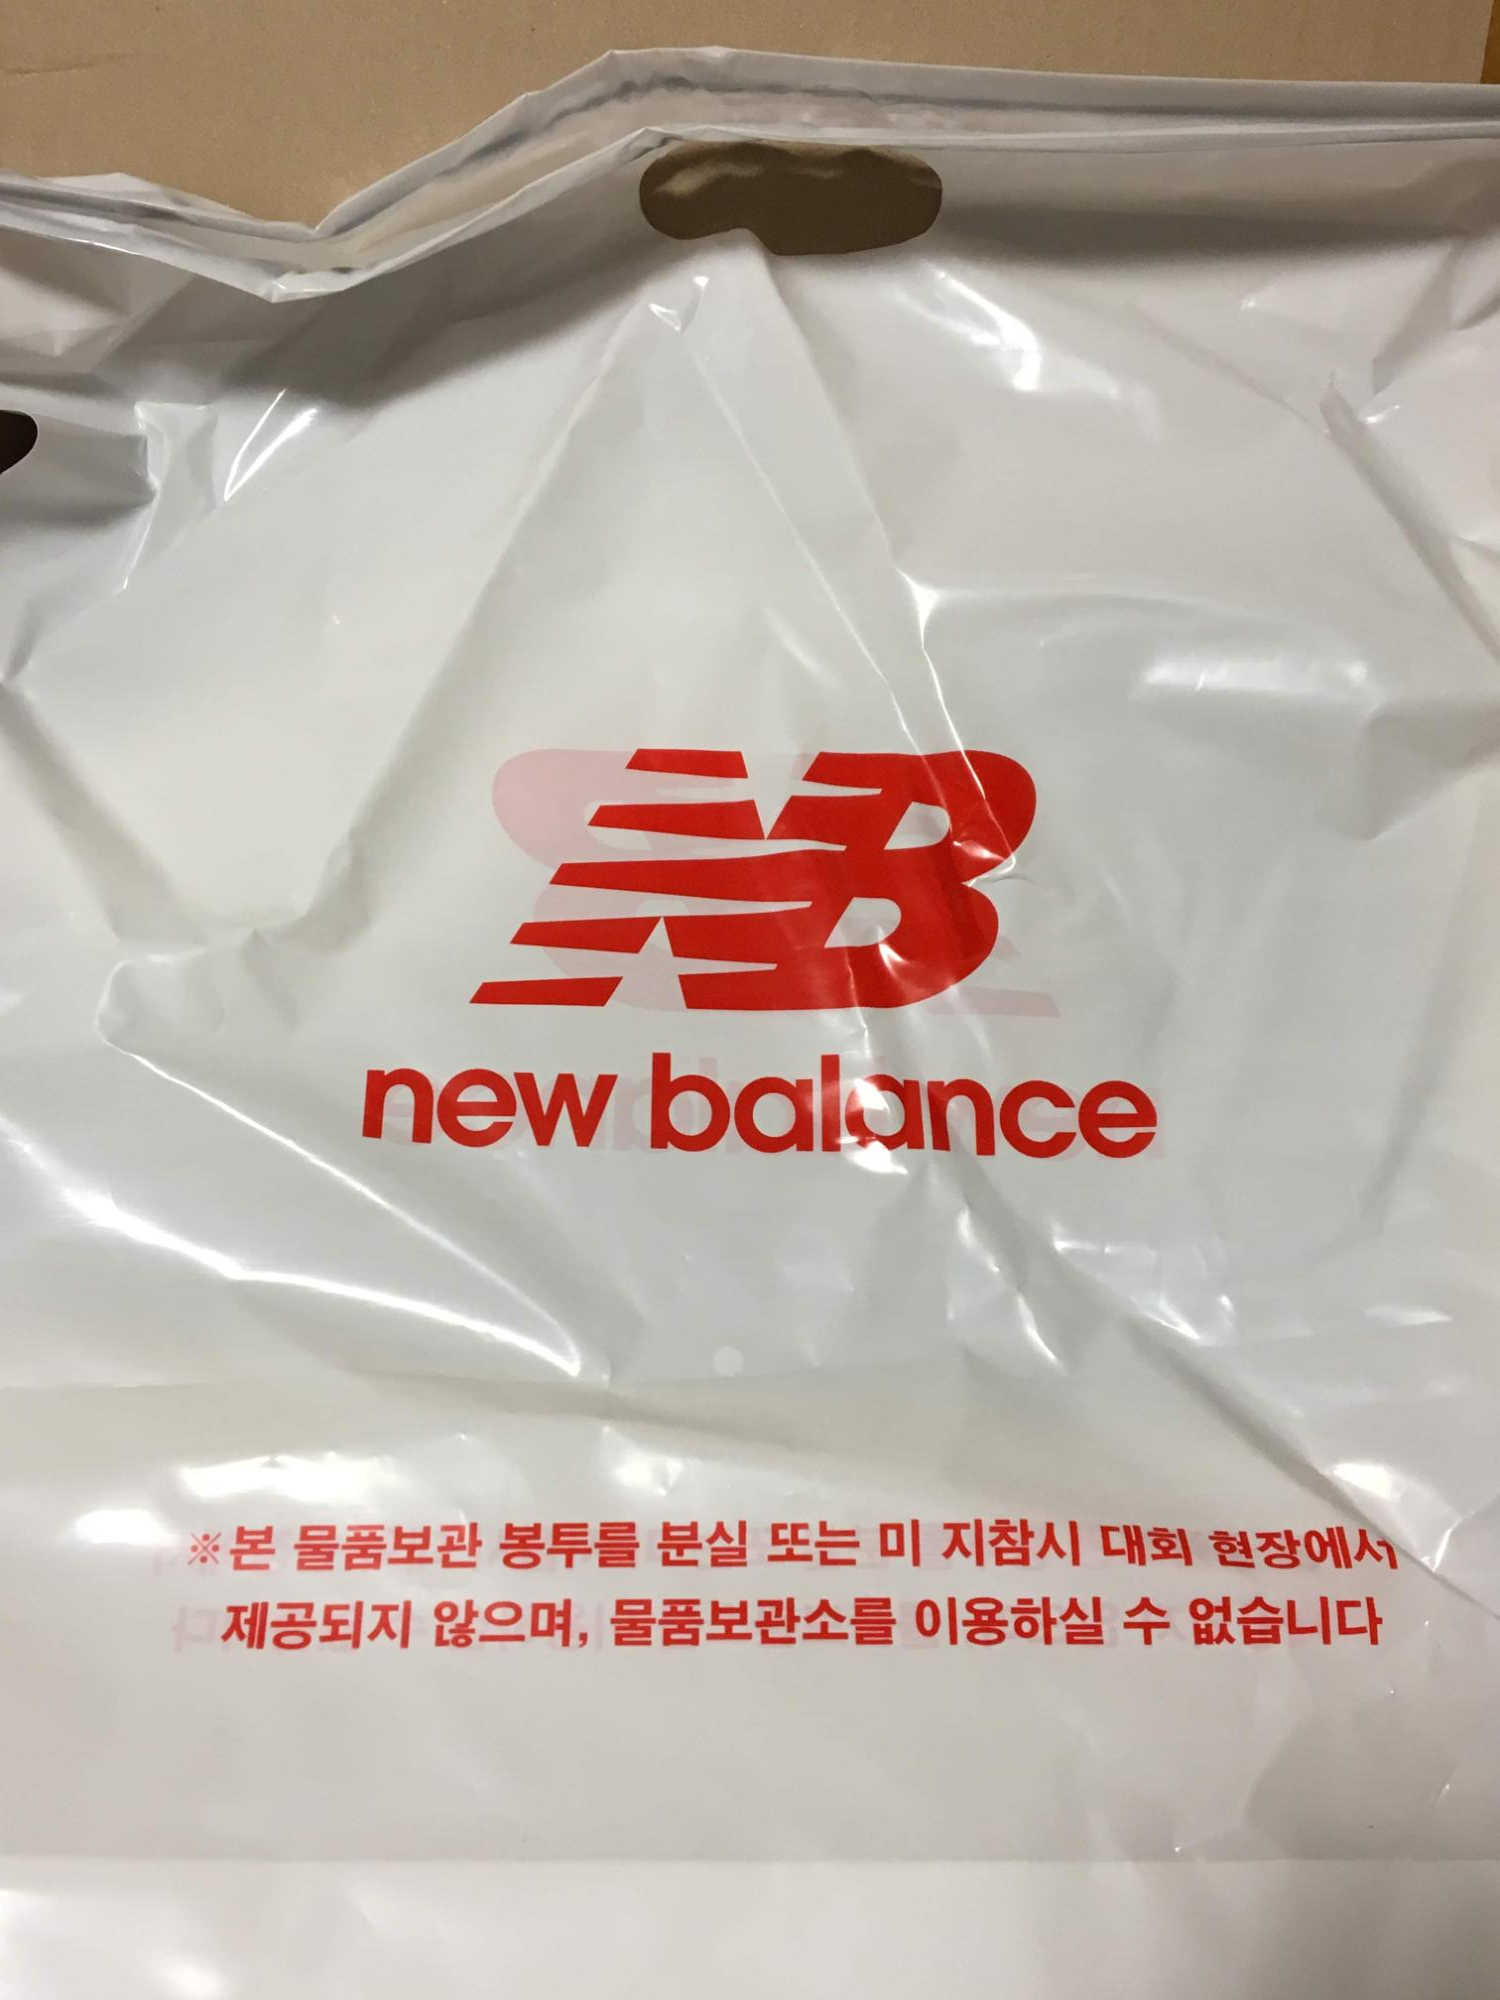 NB
new balance
※본 물품보관 봉투를 분실 또는 미 지참시 대회 현장에서
제공되지 않으며, 물품보관소를 이용하실 수 없습니다